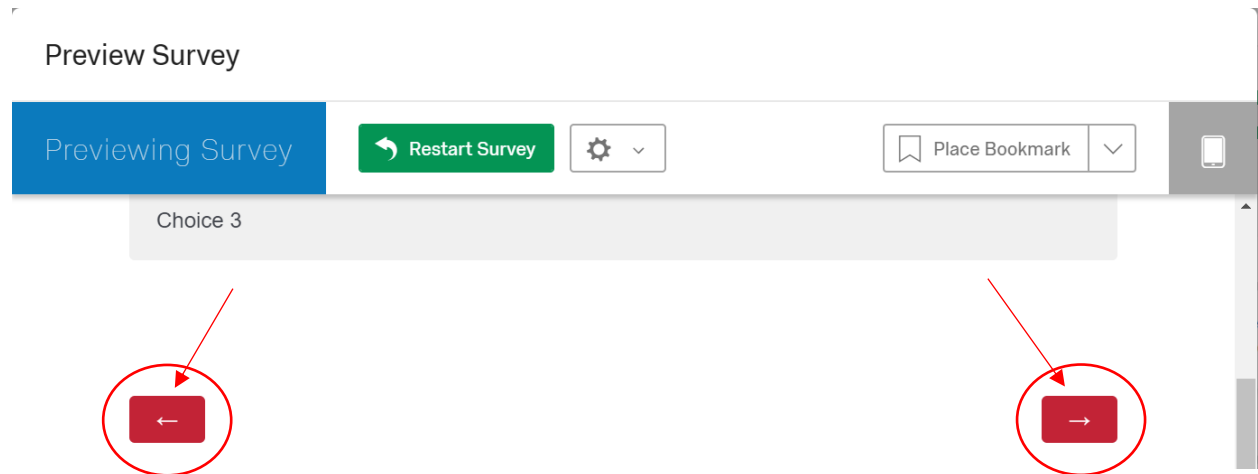 Preview Survey
Previewing Survey
Restart Survey
Place Bookmark
Choice 3
← →